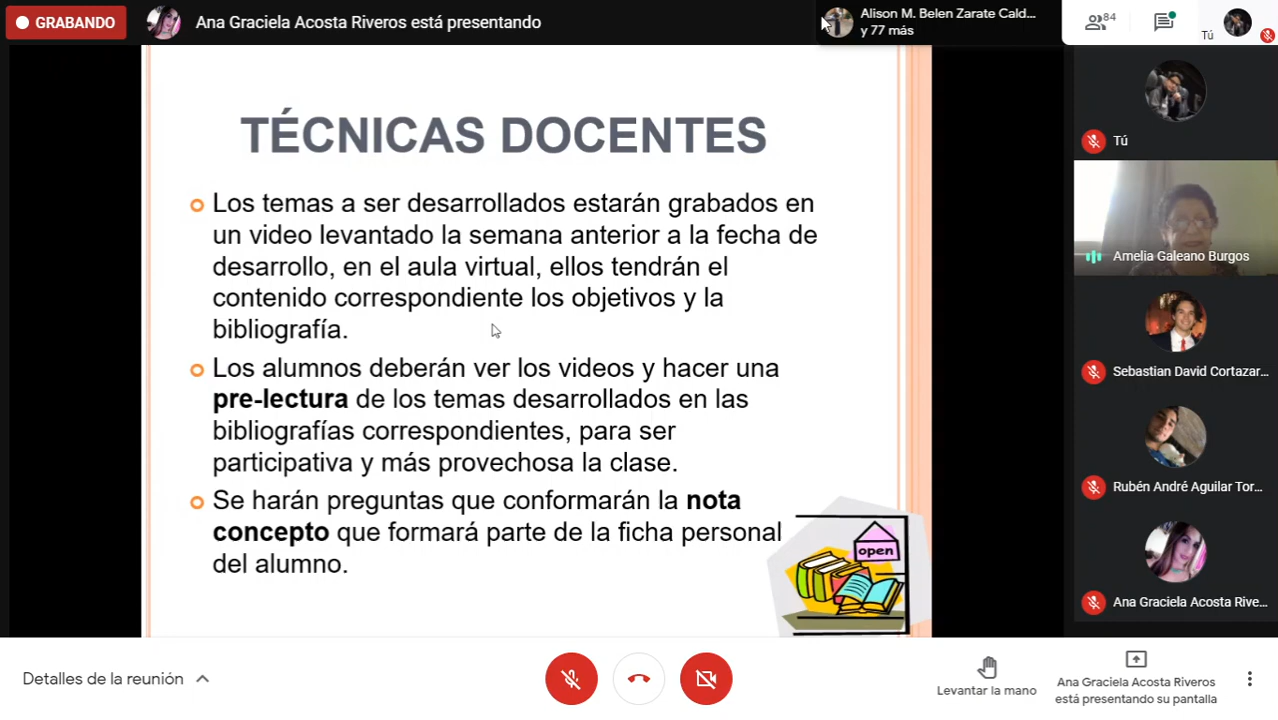 GRABANDO
Ana Graciela Acosta Riveros está presentando
Alison M. Belen Zarate Cald...
y 77 más
84
Tú
TÉCNICAS DOCENTES
Los temas a ser desarrollados estarán grabados en
un video levantado la semana anterior a la fecha de
desarrollo, en el aula virtual, ellos tendrán el
contenido correspondiente los objetivos y la
bibliografía.
Los alumnos deberán ver los videos y hacer una
pre-lectura de los temas desarrollados en las
bibliografías correspondientes, para ser
participativa y más provechosa la clase.
Se harán preguntas que conformarán la nota
concepto que formará parte de la ficha personal
del alumno.
open
Tú
Amelia Galeano Burgos
Sebastian David Cortazar...
Rubén André Aguilar Tor...
Ana Graciela Acosta Rive...
Detalles de la reunión
Levantar la mano
Ana Graciela Acosta Riveros
está presentando su pantalla